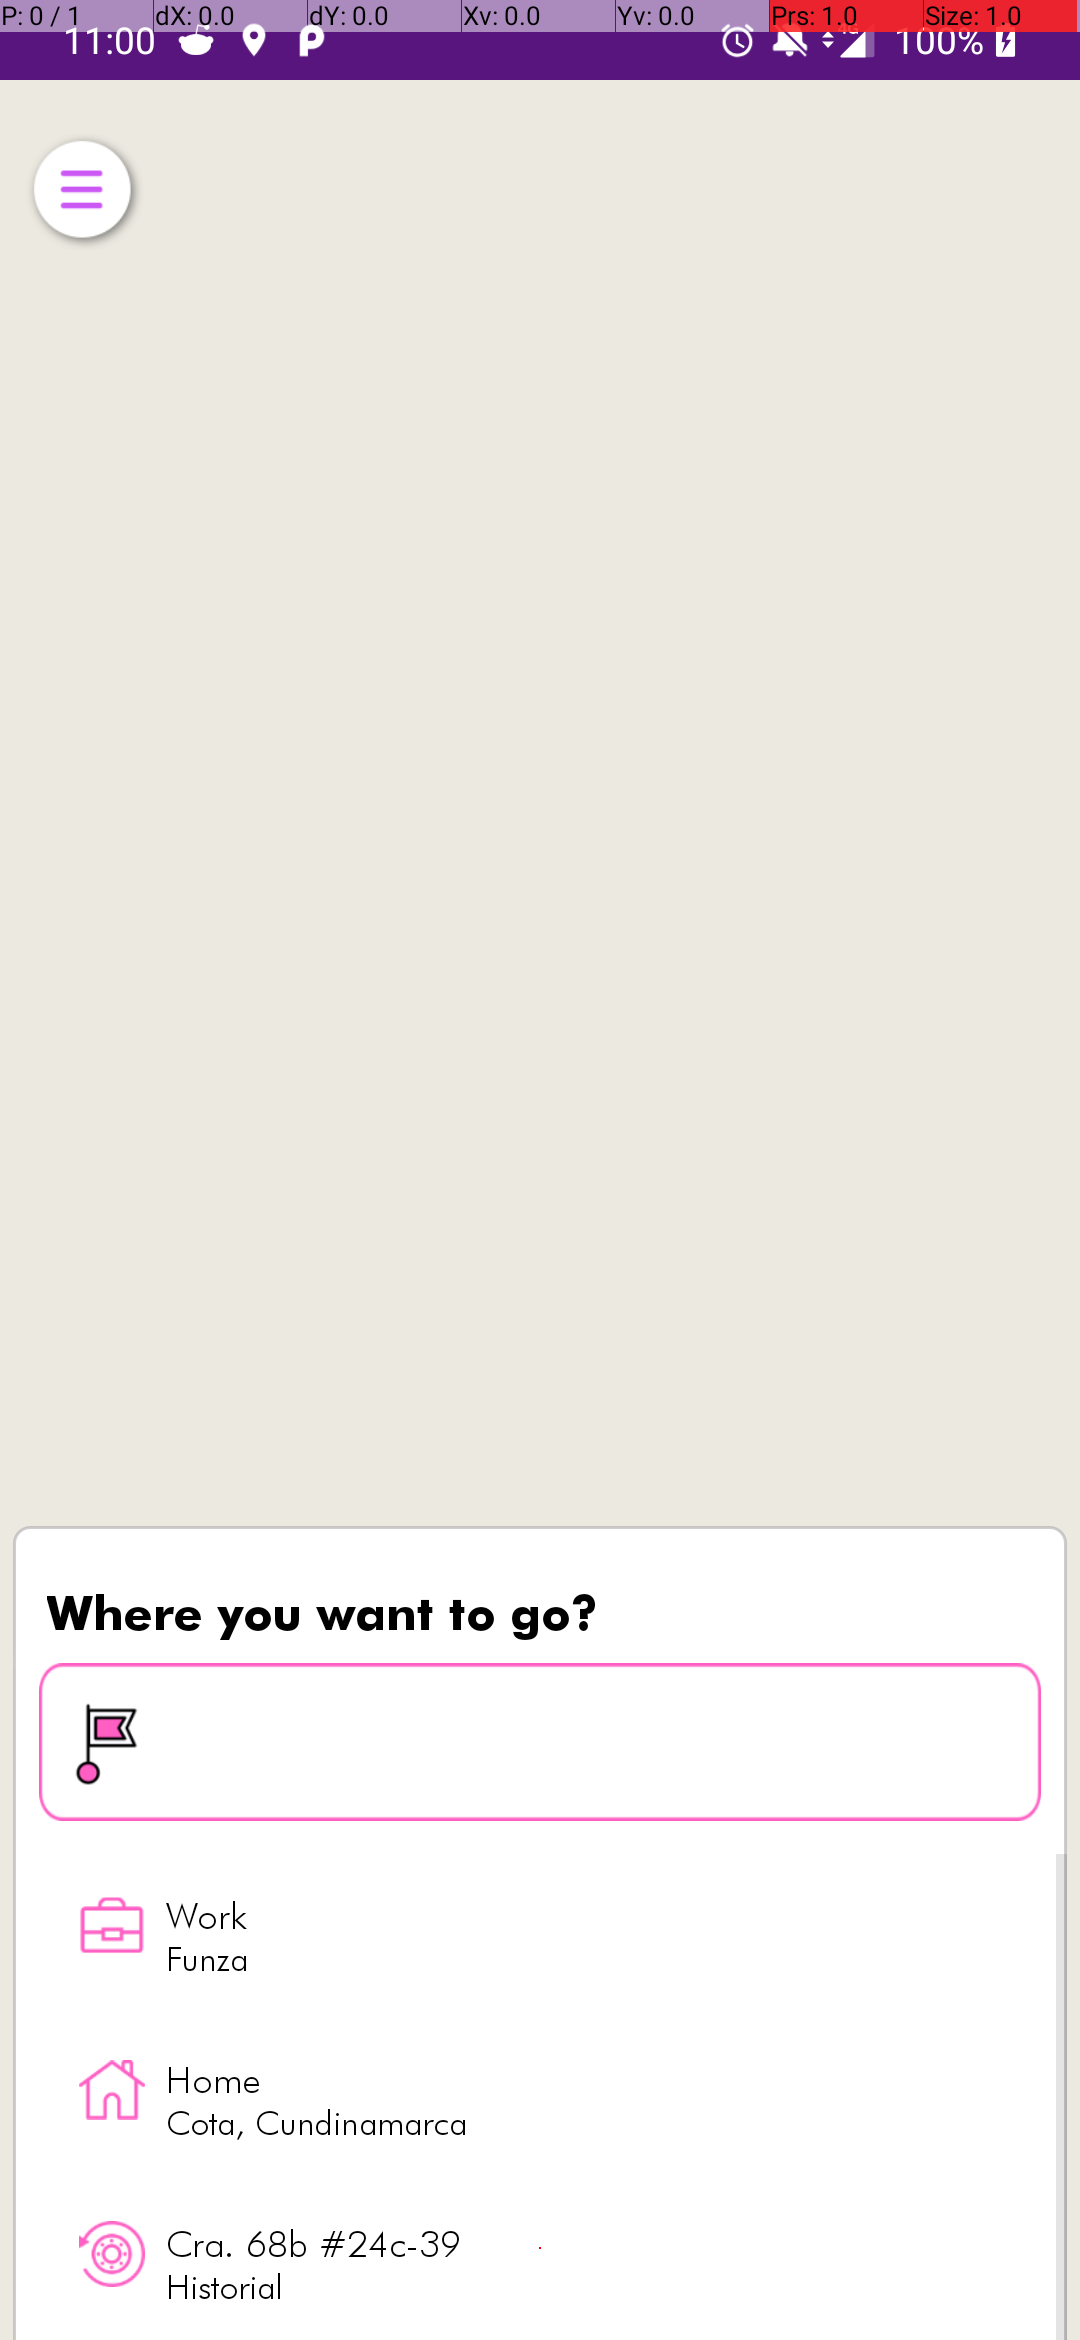 P: 0 / 1 dX: 0.0 dY: 0.0 Xv: 0.0 Yv: 0.0 Prs: 1.0 Size: 1.0
11:00 100%
Where you want to go?
Work
Funza
Home
Cota, Cundinamarca
Cra. 68b #24c-39
Historial